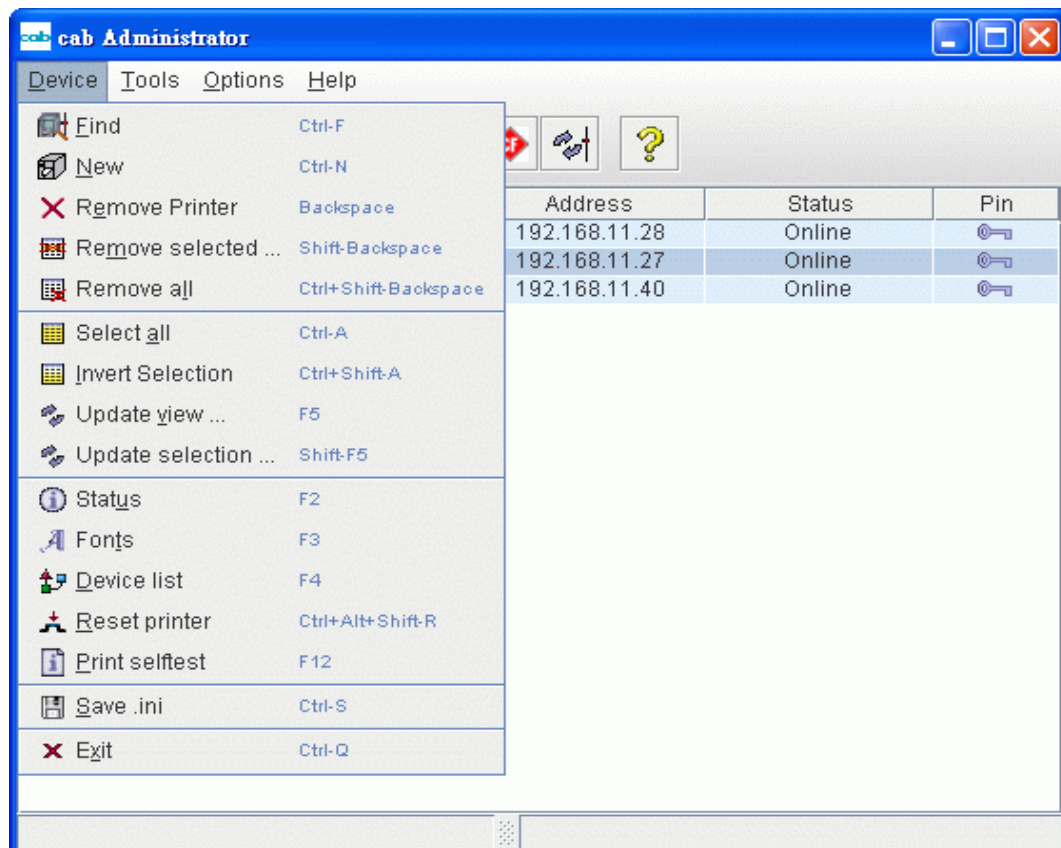 cab cab Administrator
Device Tools Options Help
Find Ctrl-F
CF
New Ctrl-N
Remove Printer Backspace
Address Status Pin
Remove selected ... Shift-Backspace
192.168.11.28 Online
192.168.11.27 Online
Remove all Ctrl+Shift-Backspace
192.168.11.40 Online
Select all Ctrl-A
Invert Selection Ctrl+Shift-A
Update view ... F5
Update selection ... Shift-F5
Status F2
Fonts F3
Device list F4
Reset printer Ctrl+Alt+Shift-R
Print selftest F12
Save .ini Ctrl-S
Exit Ctrl-Q